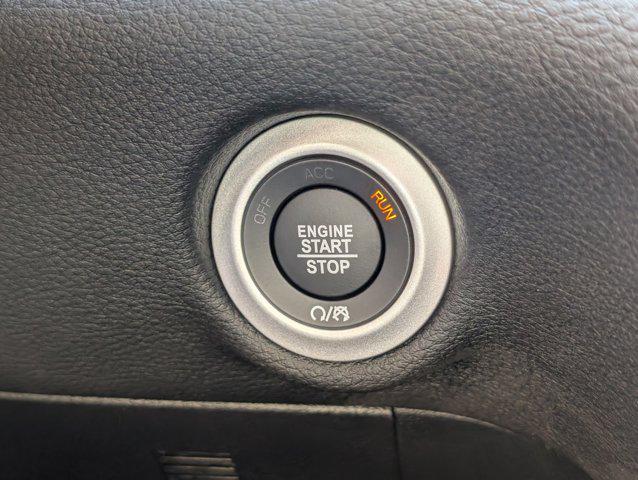 ACC
OFF
RUN
ENGINE
START
STOP